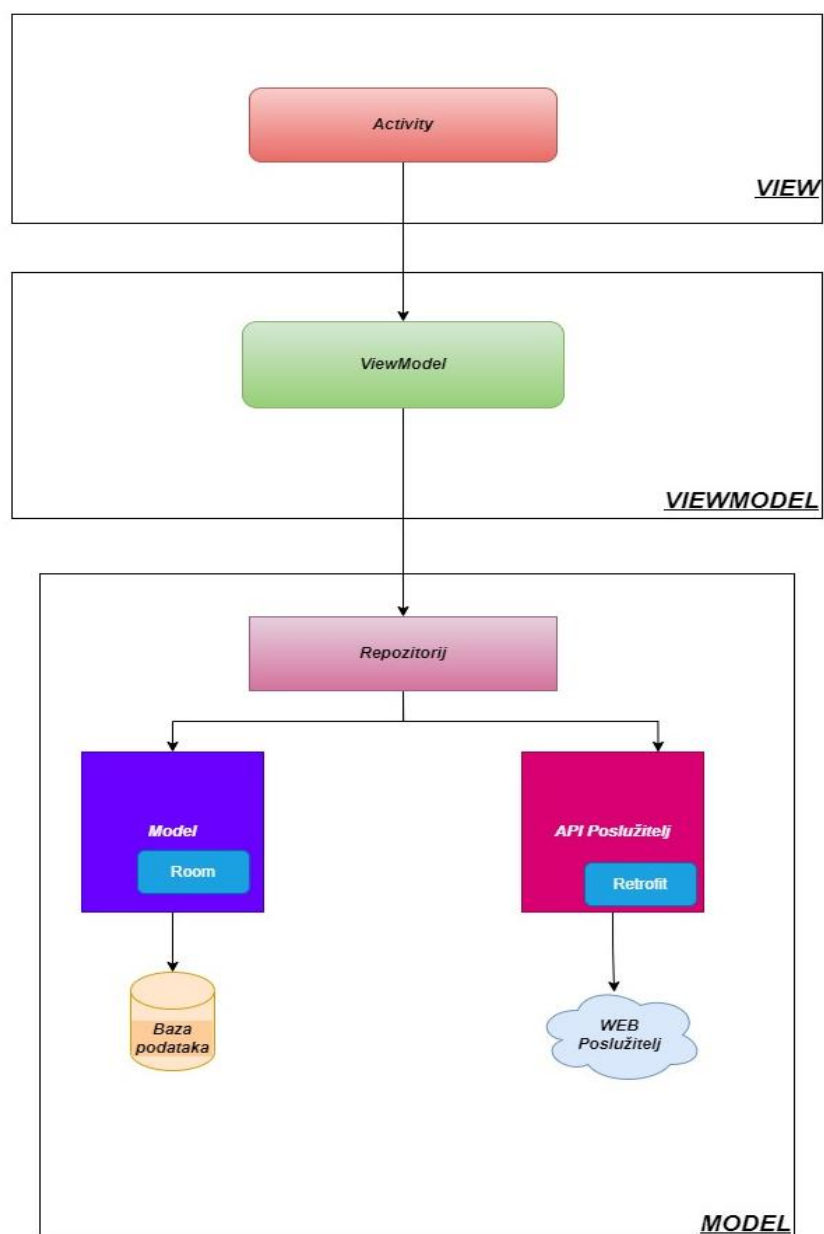 Activity
VIEW
ViewModel
VIEWMODEL
Repozitorij
Model
Room
API Poslužitelj
Retrofit
Baza
podataka
WEB
Poslužitelj
MODEL